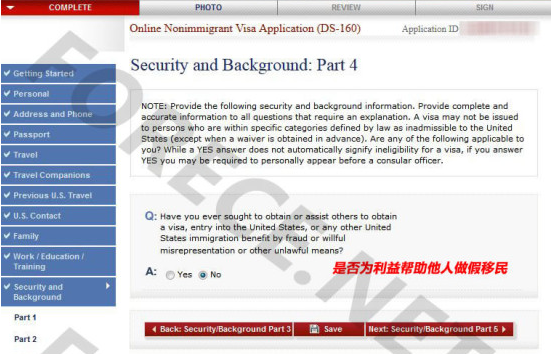 COMPLETE PHOTO REVIEW SIGN
Online Nonimmigrant Visa Application (DS-160) Application ID
Security and Background: Part 4
Getting Started
Personal
Address and Phone
Passport
Travel
Travel Companions
Previous U.S. Travel
U.S. Contact
Family
Work / Education /
Training
Security and
Background
Part 1
Part 2
NOTE: Provide the following security and background information. Provide complete and
accurate information to all questions that require an explanation. A visa may not be issued
to persons who are within specific categories defined by law as inadmissible to the United
States (except when a waiver is obtained in advance). Are any of the following applicable to
you? While a YES answer does not automatically signify ineligibility for a visa, if you answer
YES you may be required to personally appear before a consular officer.
Q: Have you ever sought to obtain or assist others to obtain
a visa, entry into the United States, or any other United
States immigration benefit by fraud or willful
misrepresentation or other unlawful means?
A: Yes No
是否为利益帮助他人做假移民
Back: Security/Background Part 3 Save Next: Security/Background Part 5
FORECE.NET